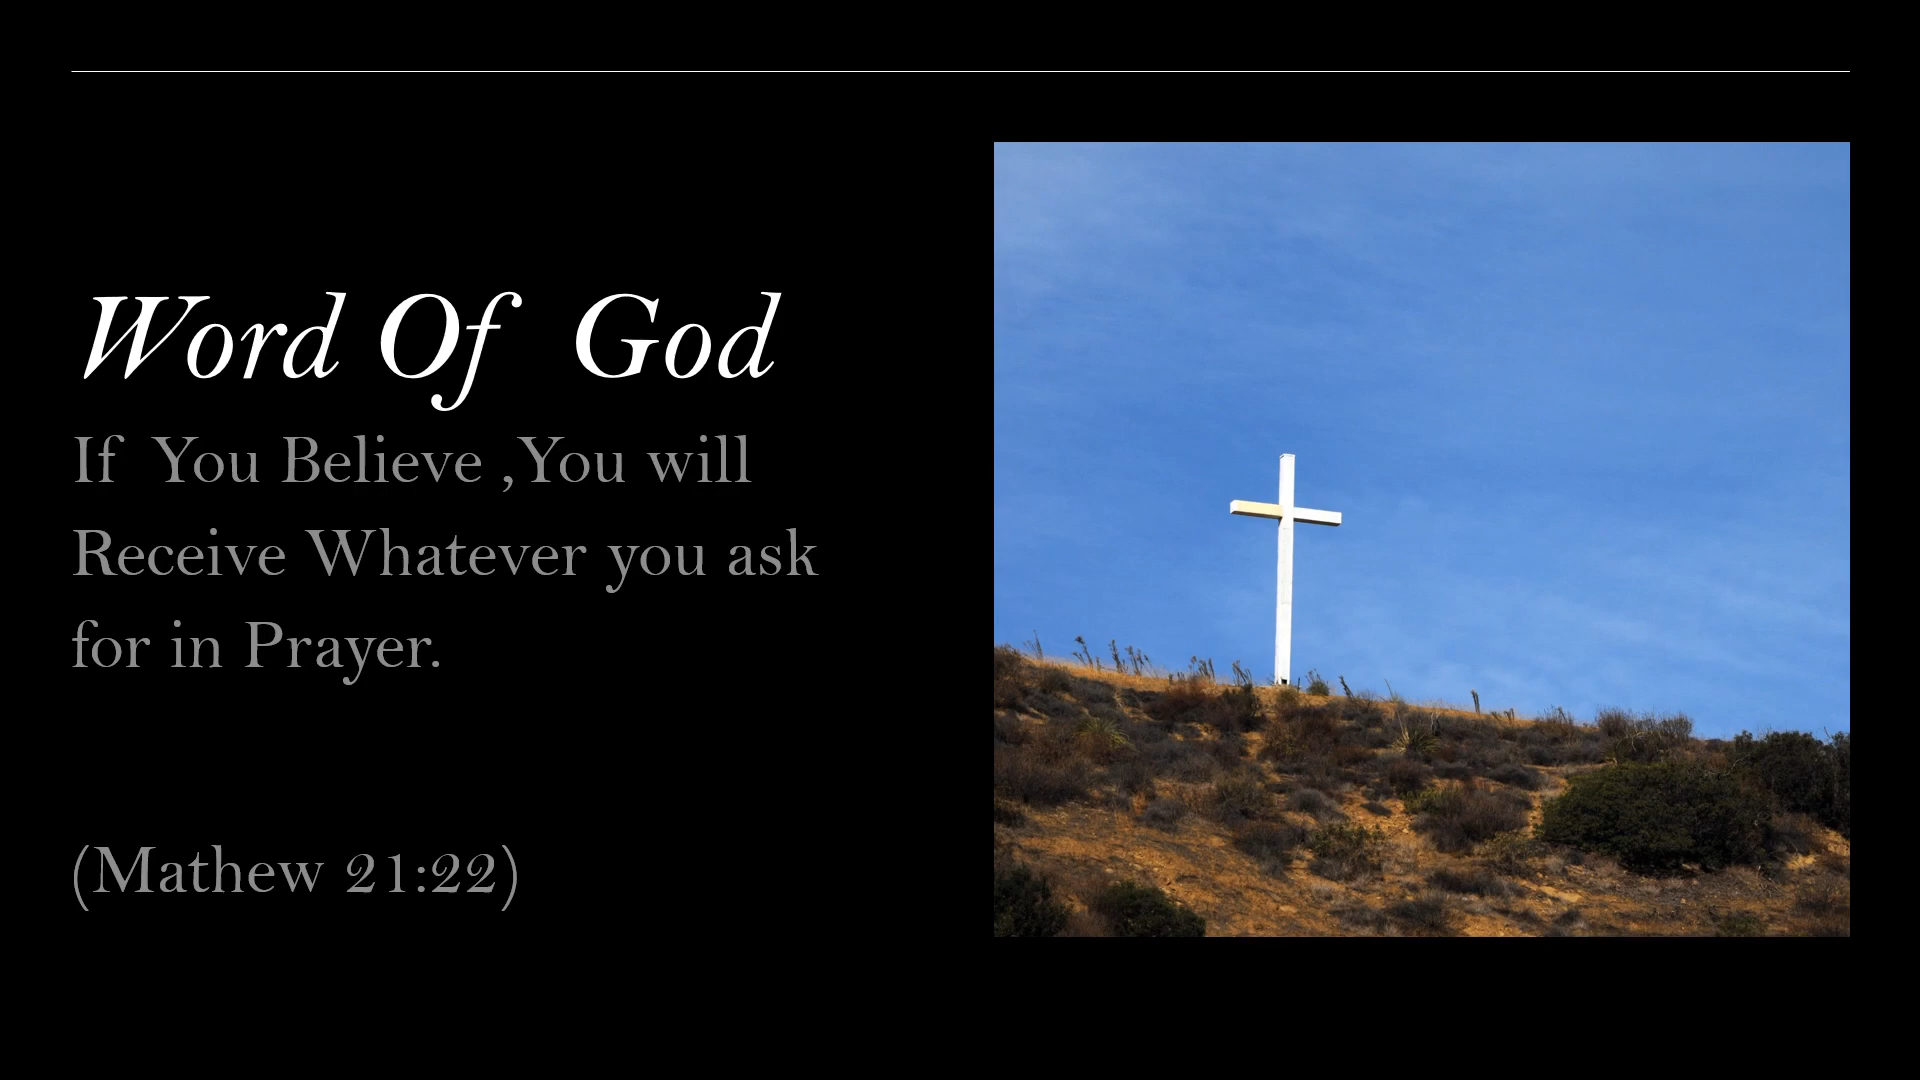 Word Of  God
If  You Believe ,You will
Receive Whatever you ask
for in Prayer.
(Mathew 21:22)